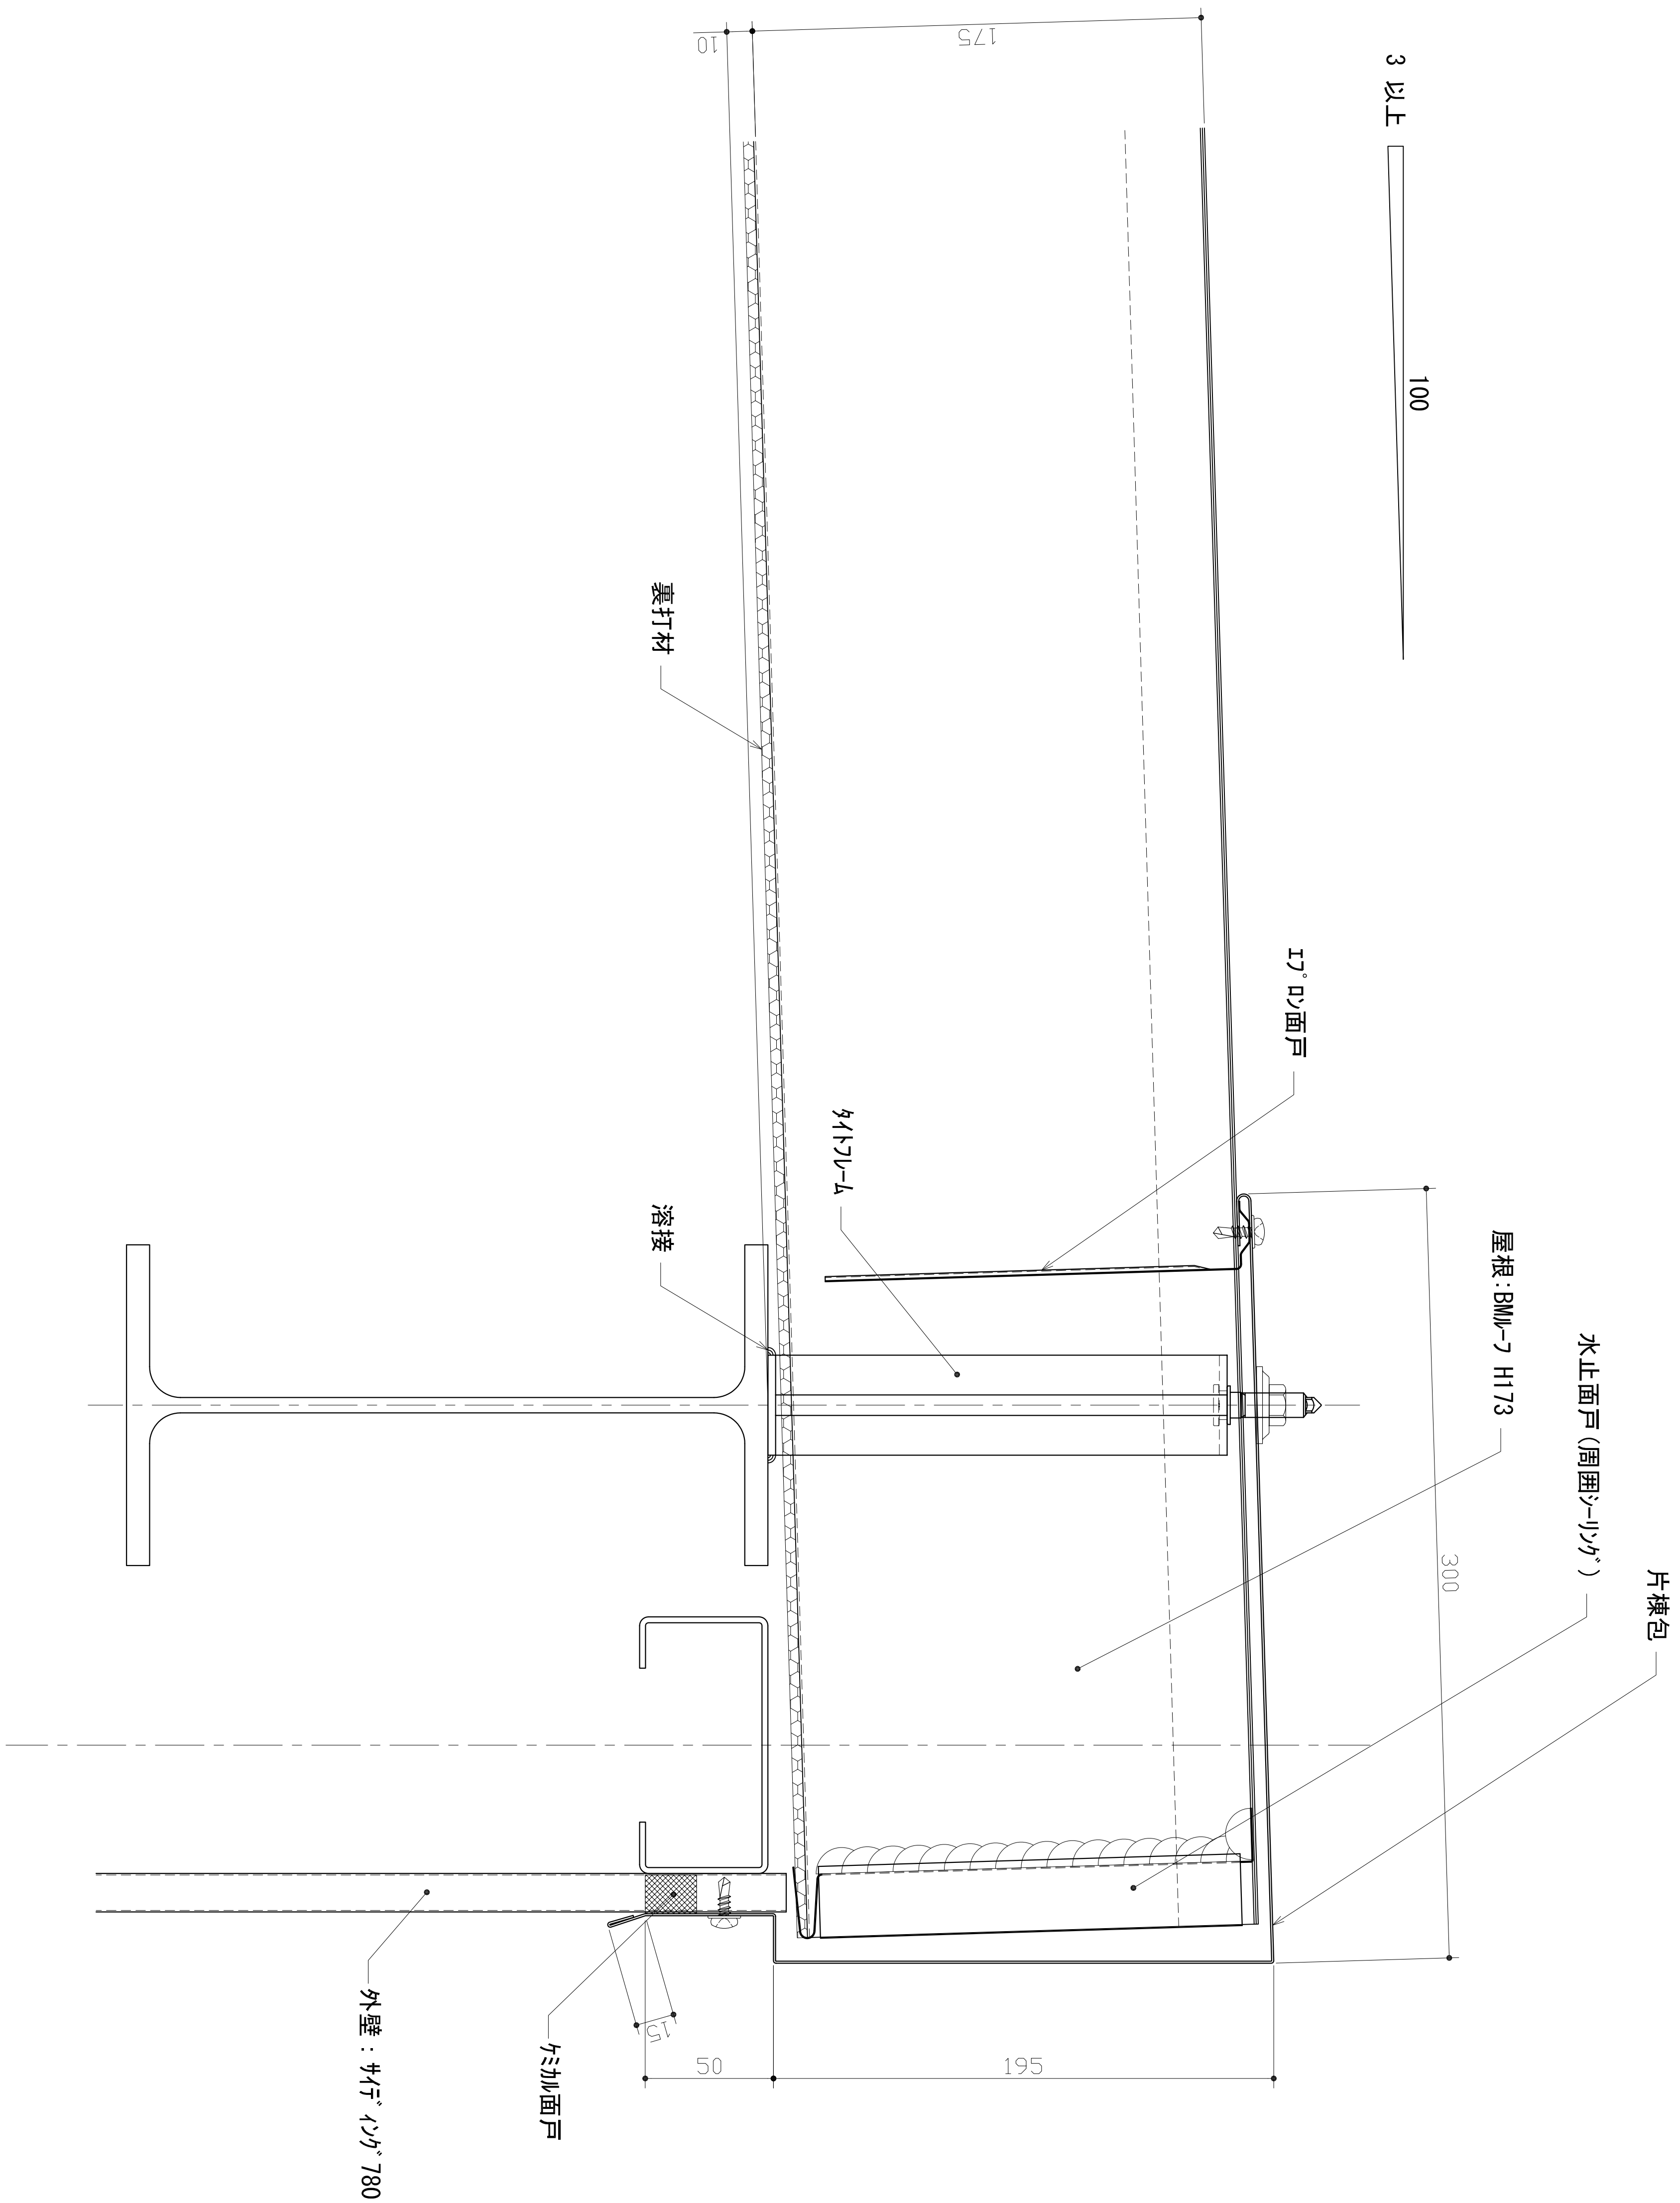 片棟包
水止面戸(周囲ｼｰﾘﾝｸﾞ)
屋根:BMﾙｰﾌ H173
300
3 以上
100
ｴﾌﾟﾛﾝ面戸
175
10
ﾀｲﾄﾌﾚｰﾑ
裏打材
溶接
195
50
15
ｹﾐｶﾙ面戸
外壁：ｻｲﾃﾞｨﾝｸﾞ780